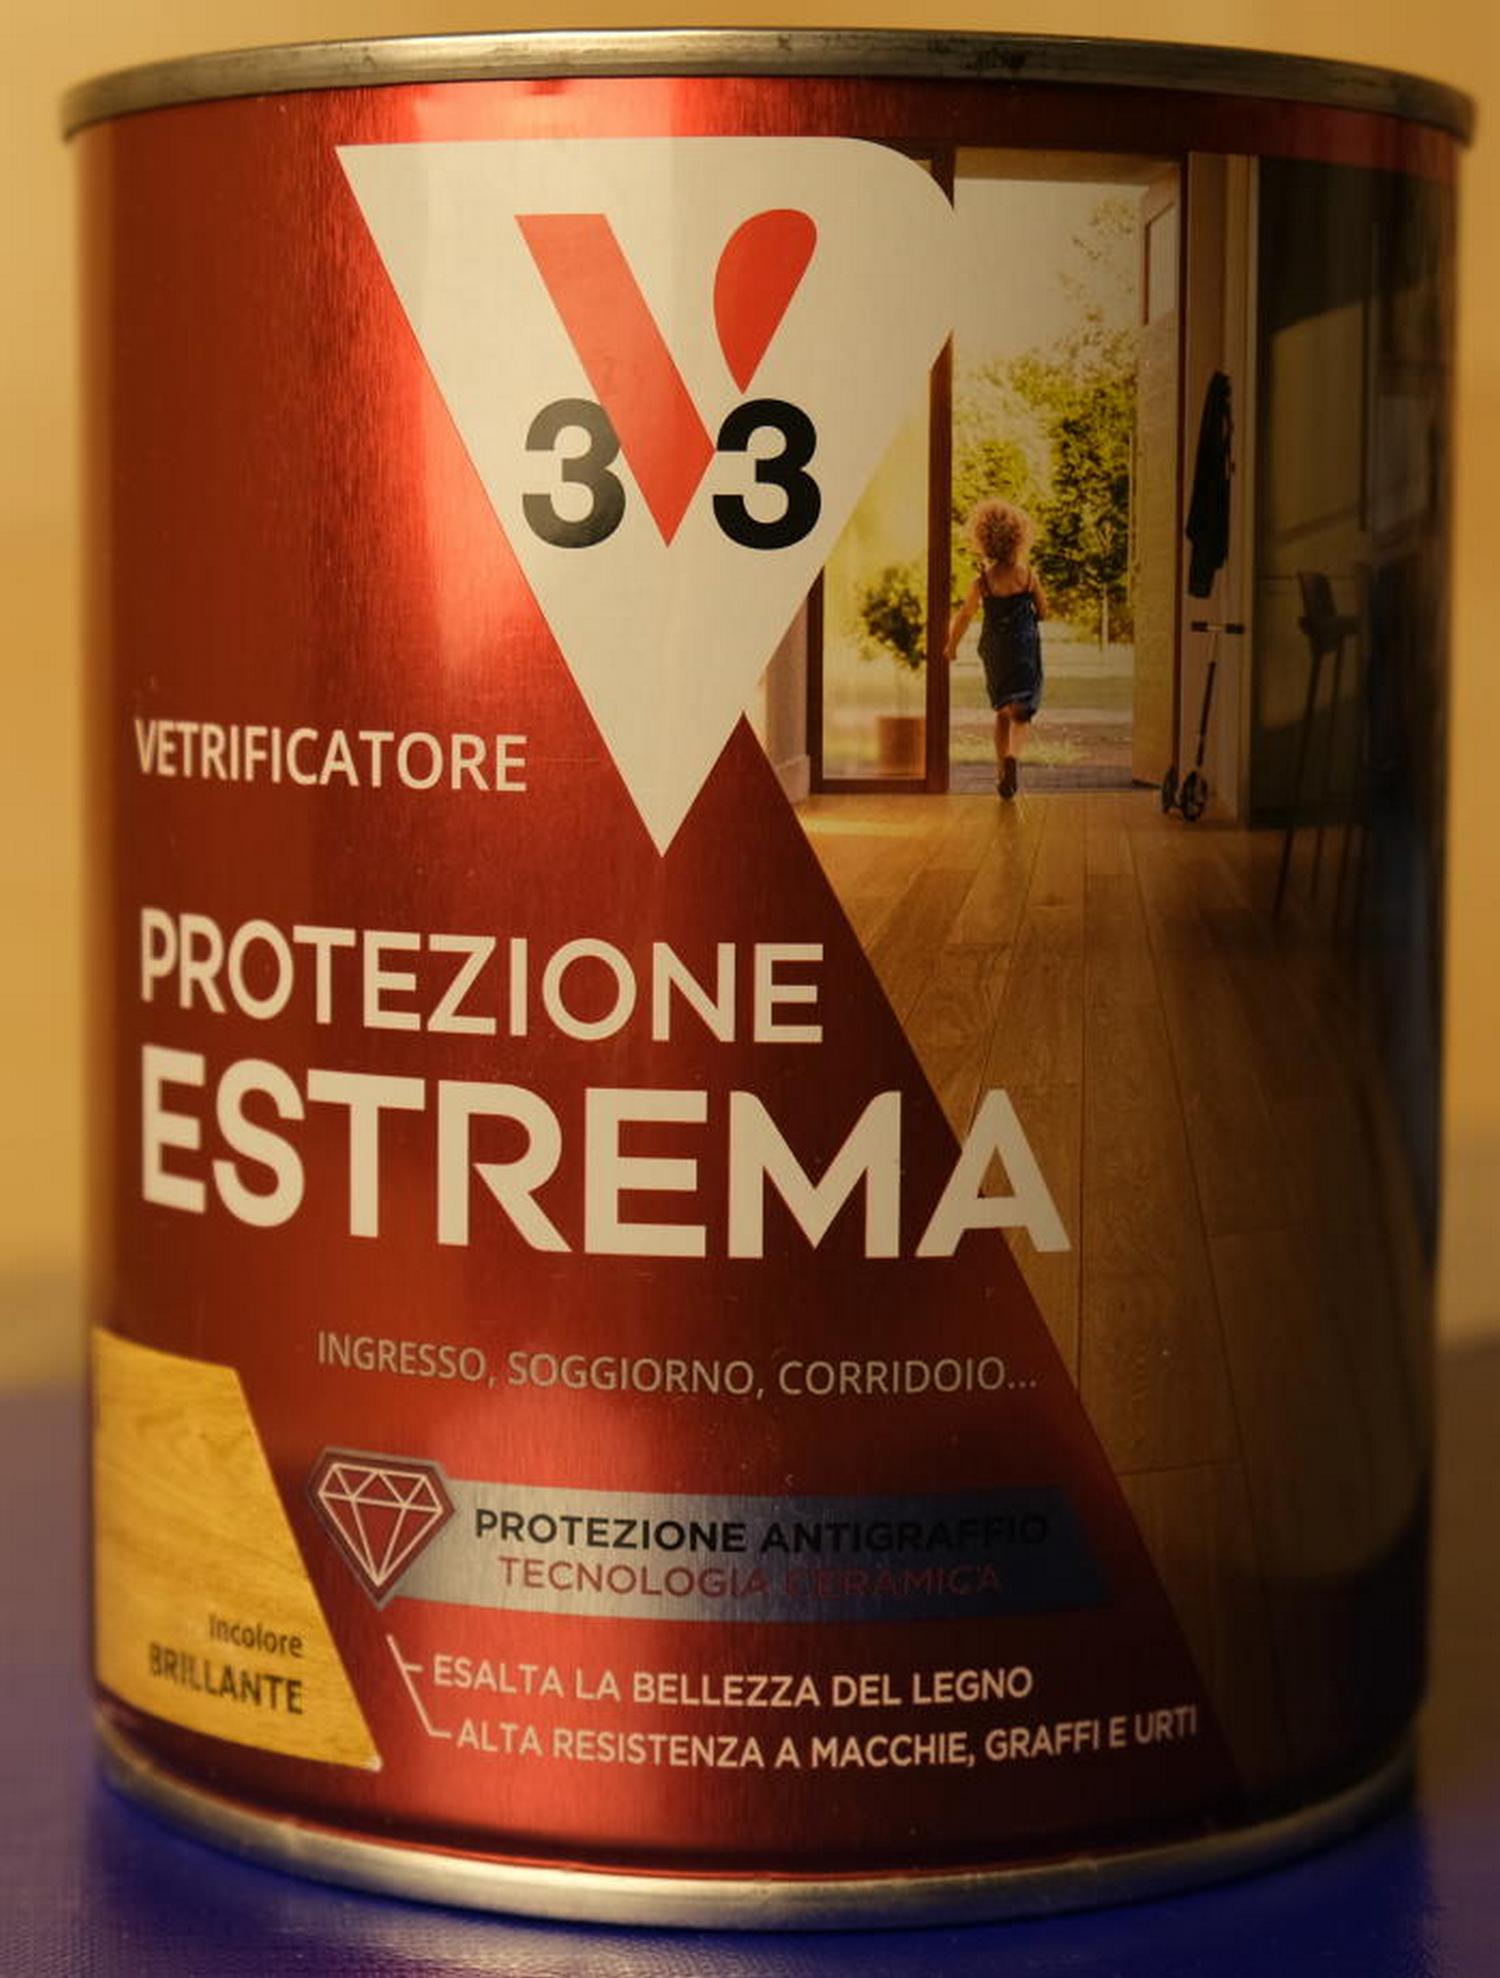 3V3
VETRIFICATORE
PROTEZIONE
ESTREMA
INGRESSO, SOGGIORNO, CORRIDOIO...
PROTEZIONE ANTIGRAFFIO
TECNOLOGIA CERAMICA
Incolore
BRILLANTE
ESALTA LA BELLEZZA DEL LEGNO
ALTA RESISTENZA A MACCHIE, GRAFFI E URTI